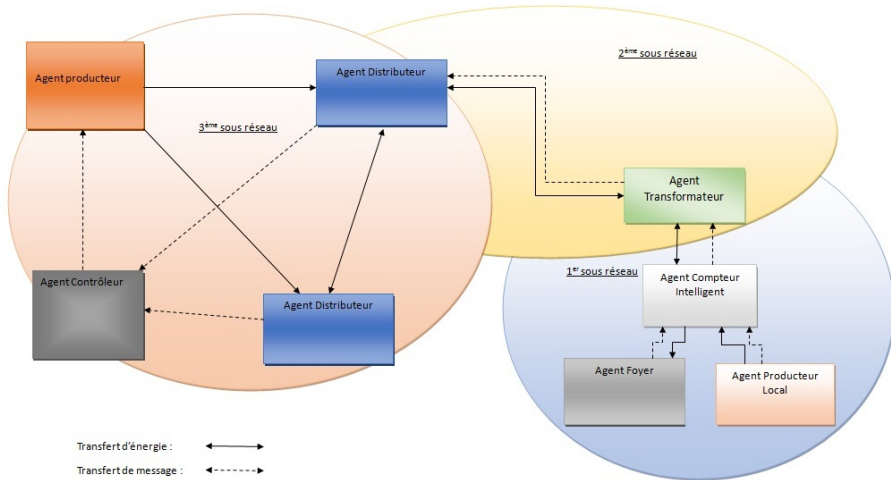 Agent producteur
Agent Distributeur
2ème sous réseau
3ème sous réseau
Agent
Transformateur
Agent Contrôleur
Agent Distributeur
1er sous réseau
Agent Compteur
Intelligent
Agent Foyer
Agent Producteur
Local
Transfert d'énergie :
Transfert de message :